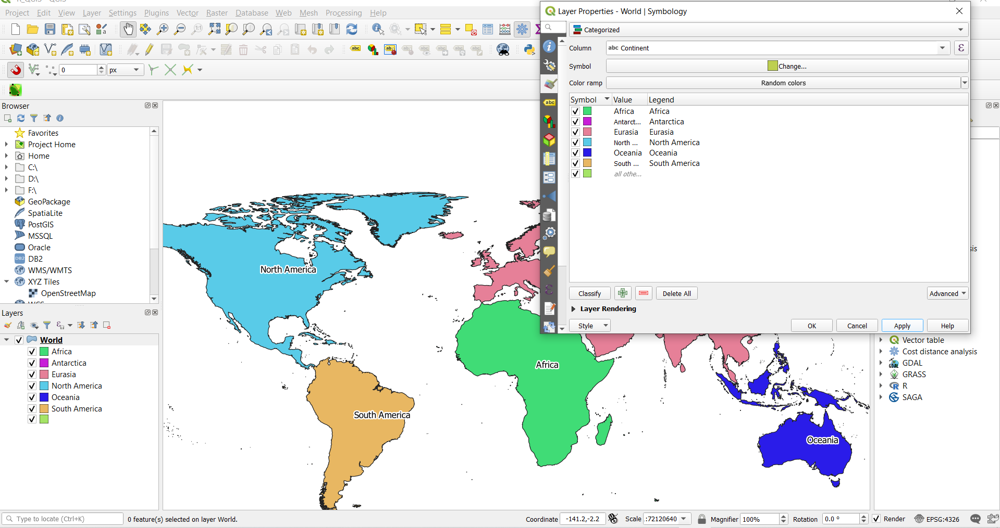 R_QGIS - QGIS
Project Edit View Layer Settings Plugins Vector Raster Database Web Mesh Processing Help
0 px
Browser
Favorites
Project Home
Home
C:\
D:\
F:\
GeoPackage
SpatiaLite
PostGIS
MSSQL
Oracle
DB2 DB2
WMS/WMTS
XYZ Tiles
OpenStreetMap
Layers
World
Africa
Antarctica
Eurasia
North America
Oceania
South America
North America
South America
Africa
Oceania
Layer Properties - World | Symbology
Categorized
Column abc Continent ε
Symbol Change...
Color ramp Random colors
Symbol Value Legend
Africa Africa
Antarct... Antarctica
Eurasia Eurasia
North ... North America
Oceania Oceania
South ... South America
all othe...
Classify Delete All Advanced
Layer Rendering
Style OK Cancel Apply Help
sis
Vector table
Cost distance analysis
GDAL GDAL
GRASS
R R
SAGA
Type to locate (Ctrl+K) 0 feature(s) selected on layer World. Coordinate -141.2,-2.2 Scale :72120640 Magnifier 100% Rotation 0.0 ° Render EPSG:4326